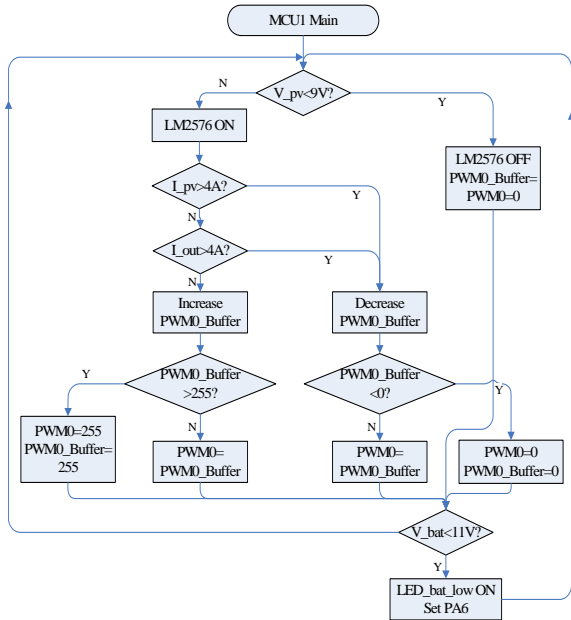 MCU1 Main
V_pv<9V?
N
Y
LM2576 ON
LM2576 OFF
PWM0_Buffer=
PWM0=0
I_pv>4A?
Y
N
I_out>4A?
Y
N
Increase
PWM0_Buffer
Decrease
PWM0_Buffer
PWM0_Buffer
>255?
Y
N
PWM0_Buffer
<0?
Y
N
PWM0=255
PWM0_Buffer=
255
PWM0=
PWM0_Buffer
PWM0=
PWM0_Buffer
PWM0=0
PWM0_Buffer=0
V_bat<11V?
Y
LED_bat_low ON
Set PA6